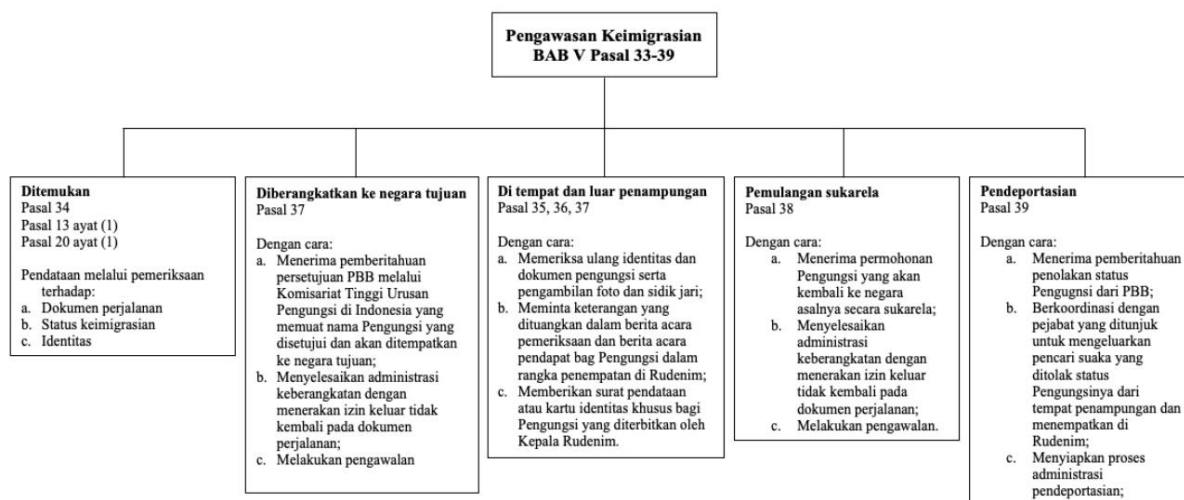 Pengawasan Keimigrasian
BAB V Pasal 33-39
Ditemukan
Pasal 34
Pasal 13 ayat (1)
Pasal 20 ayat (1)
Pendataan melalui pemeriksaan
terhadap:
a. Dokumen perjalanan
b. Status keimigrasian
c. Identitas
Diberangkatkan ke negara tujuan
Pasal 37
Dengan cara:
a. Menerima pemberitahuan
persetujuan PBB melalui
Komisariat Tinggi Urusan
Pengungsi di Indonesia yang
memuat nama Pengungsi yang
disetujui dan akan ditempatkan
ke negara tujuan;
b. Menyelesaikan administrasi
keberangkatan dengan
menerakan izin keluar tidak
kembali pada dokumen
perjalanan;
c. Melakukan pengawalan
Di tempat dan luar penampungan
Pasal 35, 36, 37
Dengan cara:
a. Memeriksa ulang identitas dan
dokumen pengungsi serta
pengambilan foto dan sidik jari;
b. Meminta keterangan yang
dituangkan dalam berita acara
pemeriksaan dan berita acara
pendapat bag Pengungsi dalam
rangka penempatan di Rudenim;
c. Memberikan surat pendataan
atau kartu identitas khusus bagi
Pengungsi yang diterbitkan oleh
Kepala Rudenim.
Pemulangan sukarela
Pasal 38
Dengan cara:
a. Menerima permohonan
Pengungsi yang akan
kembali ke negara
asalnya secara sukarela;
b. Menyelesaikan
administrasi
keberangkatan dengan
menerakan izin keluar
tidak kembali pada
dokumen perjalanan;
c. Melakukan pengawalan.
Pendeportasian
Pasal 39
Dengan cara:
a. Menerima pemberitahuan
penolakan status
Pengugnsi dari PBB;
b. Berkoordinasi dengan
pejabat yang ditunjuk
untuk mengeluarkan
pencari suaka yang
ditolak status
Pengungsinya dari
tempat penampungan dan
menempatkan di
Rudenim;
c. Menyiapkan proses
administrasi
pendeportasian;